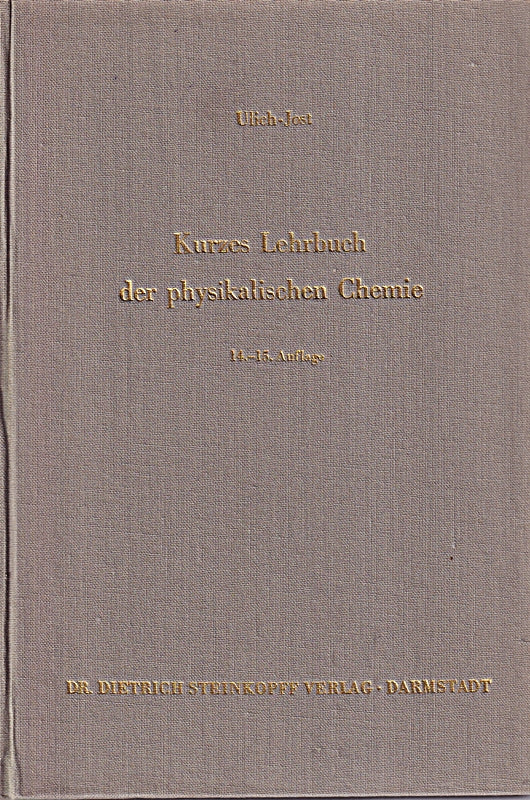 Ulich-Jost
Kurzes Lehrbuch
der physikalischen Chemie
14.-15. Auflage
DR. DIETRICH STEINKOPFF VERLAG · DARMSTADT